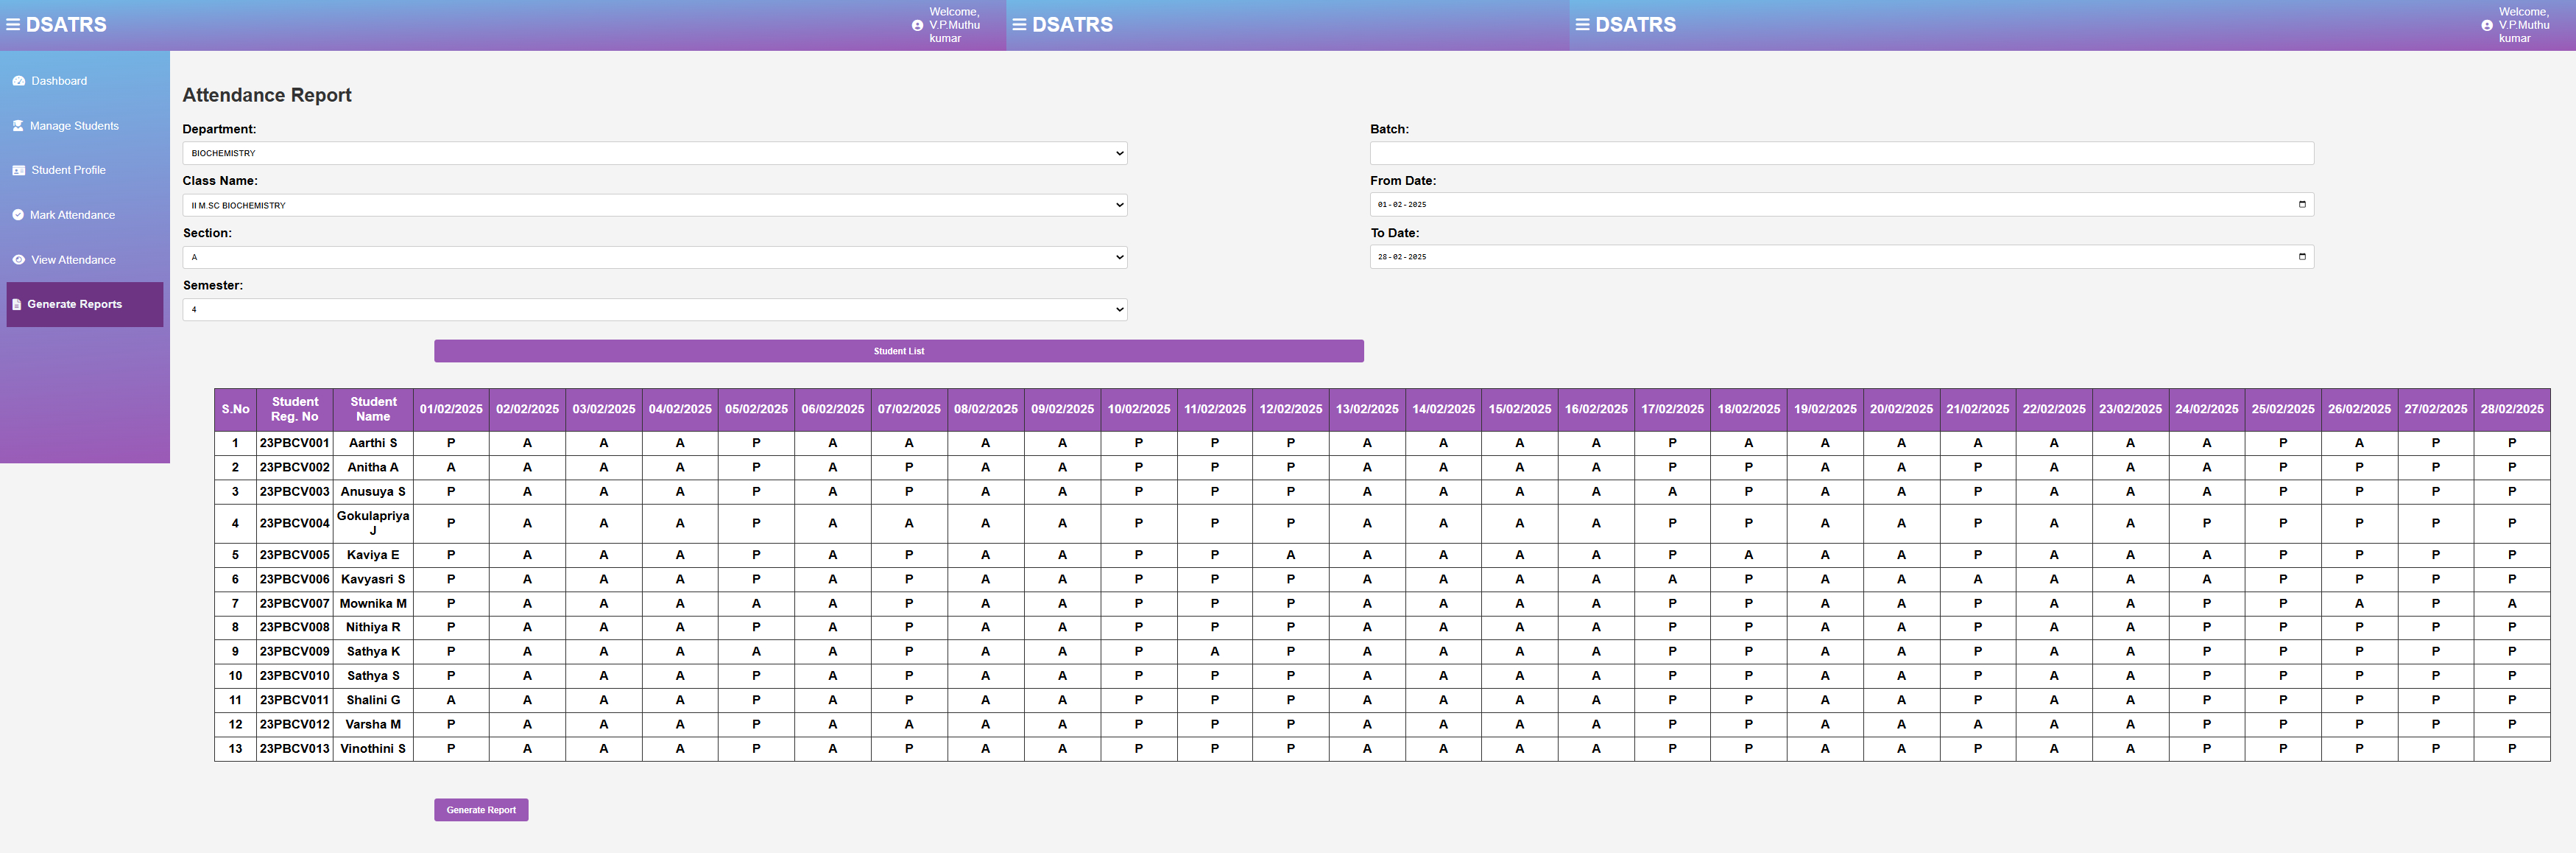 DSATRS
Welcome,
V.P.Muthu
kumar
DSATRS
DSATRS
Welcome,
V.P.Muthu
kumar
Dashboard
Manage Students
Student Profile
Mark Attendance
View Attendance
Generate Reports
Attendance Report
Department:
BIOCHEMISTRY
Class Name:
II M.SC BIOCHEMISTRY
Section:
A
Semester:
4
Batch:
From Date:
01-02-2025
To Date:
28-02-2025
Student List
S.No Student Reg. No Student Name 01/02/2025 02/02/2025 03/02/2025 04/02/2025 05/02/2025 06/02/2025 07/02/2025 08/02/2025 09/02/2025 10/02/2025 11/02/2025 12/02/2025 13/02/2025 14/02/2025 15/02/2025 16/02/2025 17/02/2025 18/02/2025 19/02/2025 20/02/2025 21/02/2025 22/02/2025 23/02/2025 24/02/2025 25/02/2025 26/02/2025 27/02/2025 28/02/2025
1 23PBCV001 Aarthi S P A A A P A A A A P P P A A A A P A A A A A A A P A P P
2 23PBCV002 Anitha A A A A A P A P A A P P P A A A A P P A A P A A A P P P P
3 23PBCV003 Anusuya S P A A A P A P A A P P P A A A A A P A A P A A A P P P P
4 23PBCV004 Gokulapriya J P A A A P A A A A P P P A A A A P P A A P A A P P P P P
5 23PBCV005 Kaviya E P A A A P A P A A P P A A A A A P A A A P A A A P P P P
6 23PBCV006 Kavyasri S P A A A P A P A A P P P A A A A A P A A A A A A P P P P
7 23PBCV007 Mownika M P A A A A A P A A P P P A A A A P P A A P A A P P A P A
8 23PBCV008 Nithiya R P A A A P A P A A P P P A A A A P P A A P A A P P P P P
9 23PBCV009 Sathya K P A A A A A P A A P A P A A A A P P A A P A A P P P P P
10 23PBCV010 Sathya S P A A A P A P A A P P P A A A A P P A A P A A P P P P P
11 23PBCV011 Shalini G A A A A P A P A A P P P A A A A P P A A P A A P P P P P
12 23PBCV012 Varsha M P A A A P A A A A P P P A A A A P P A A A A A P P P P P
13 23PBCV013 Vinothini S P A A A P A P A A P P P A A A A P P A A P A A P P P P P
Generate Report